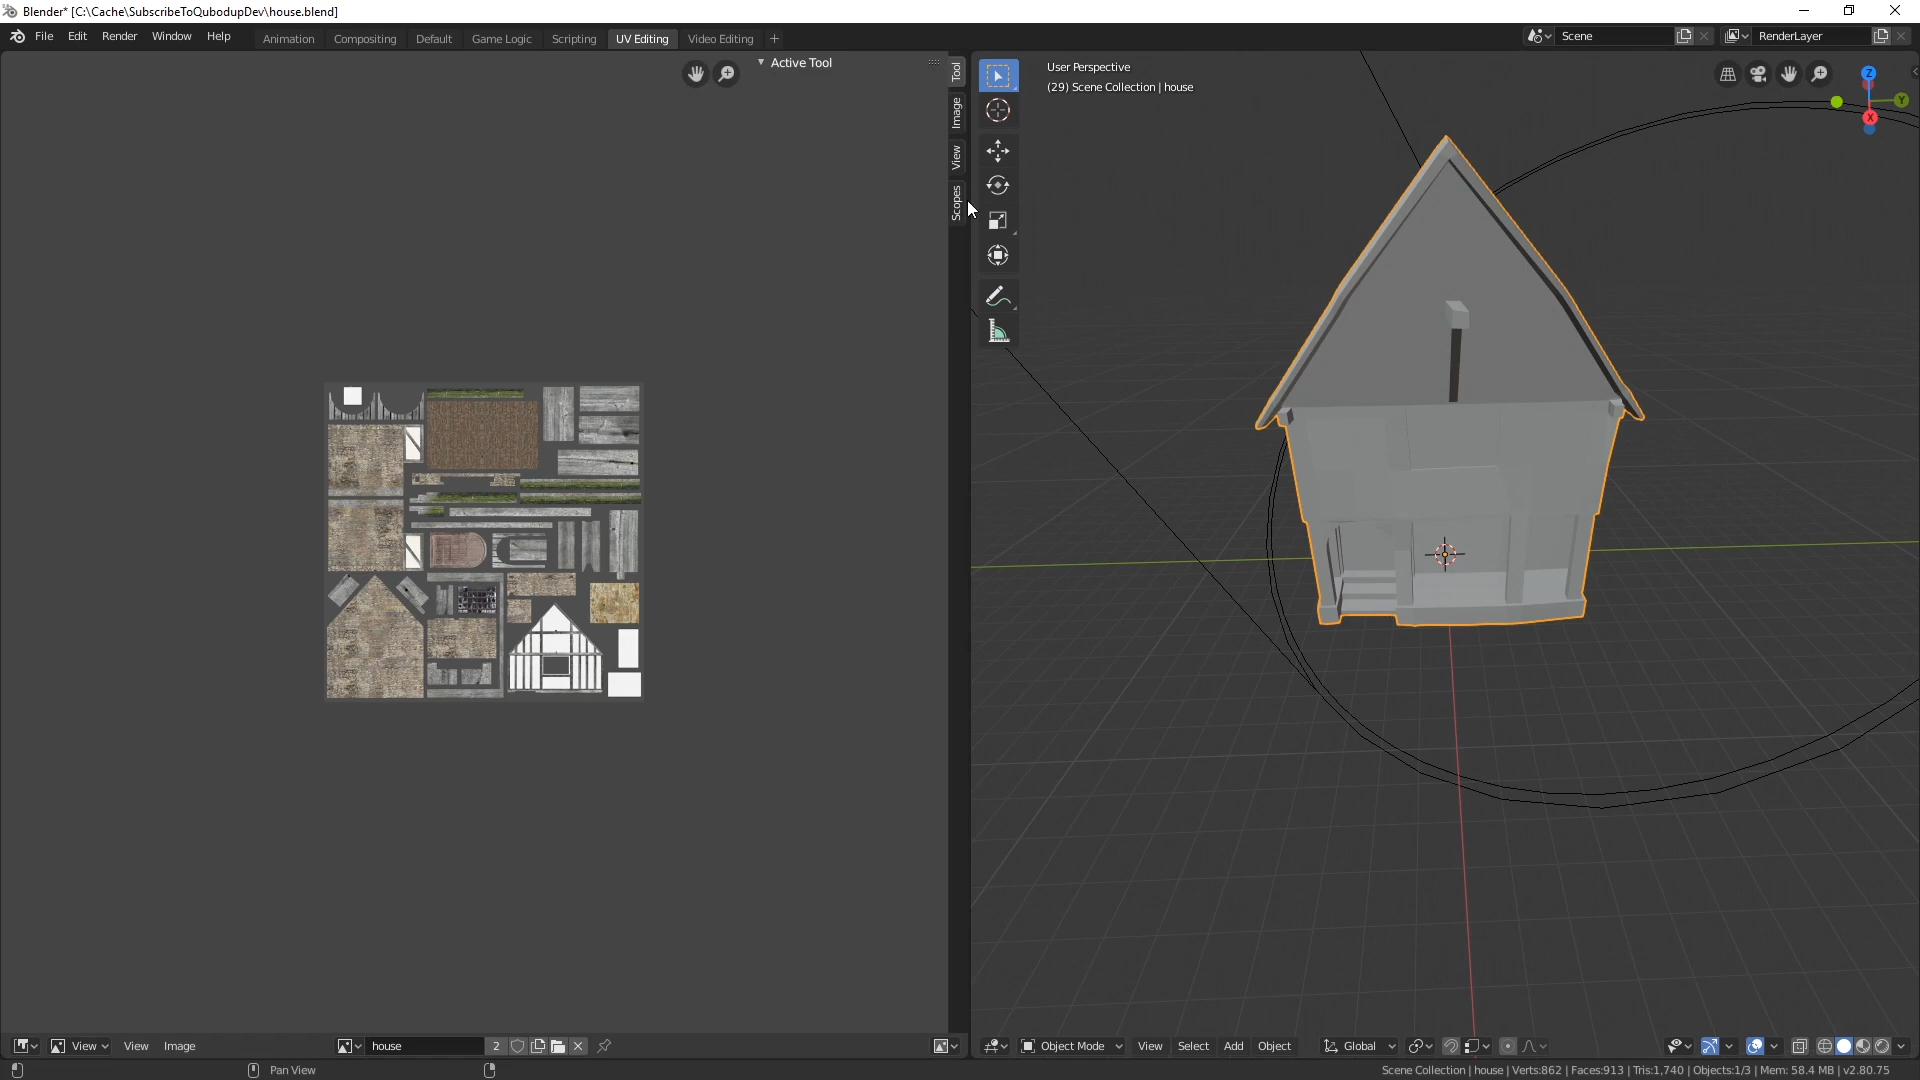 Blender* [C:\Cache\SubscribeToQubodupDev\house.blend]
File Edit Render Window Help
Animation Compositing Default Game Logic Scripting UV Editing Video Editing +
Scene
RenderLayer
Active Tool
Tool
Image
View
Scopes
User Perspective
(29) Scene Collection | house
Z
Y
X
View View Image
house 2
Object Mode View Select Add Object
Global
Pan View
Scene Collection | house | Verts:862 | Faces:913 | Tris:1,740 | Objects:1/3 | Mem: 58.4 MB | v2.80.75